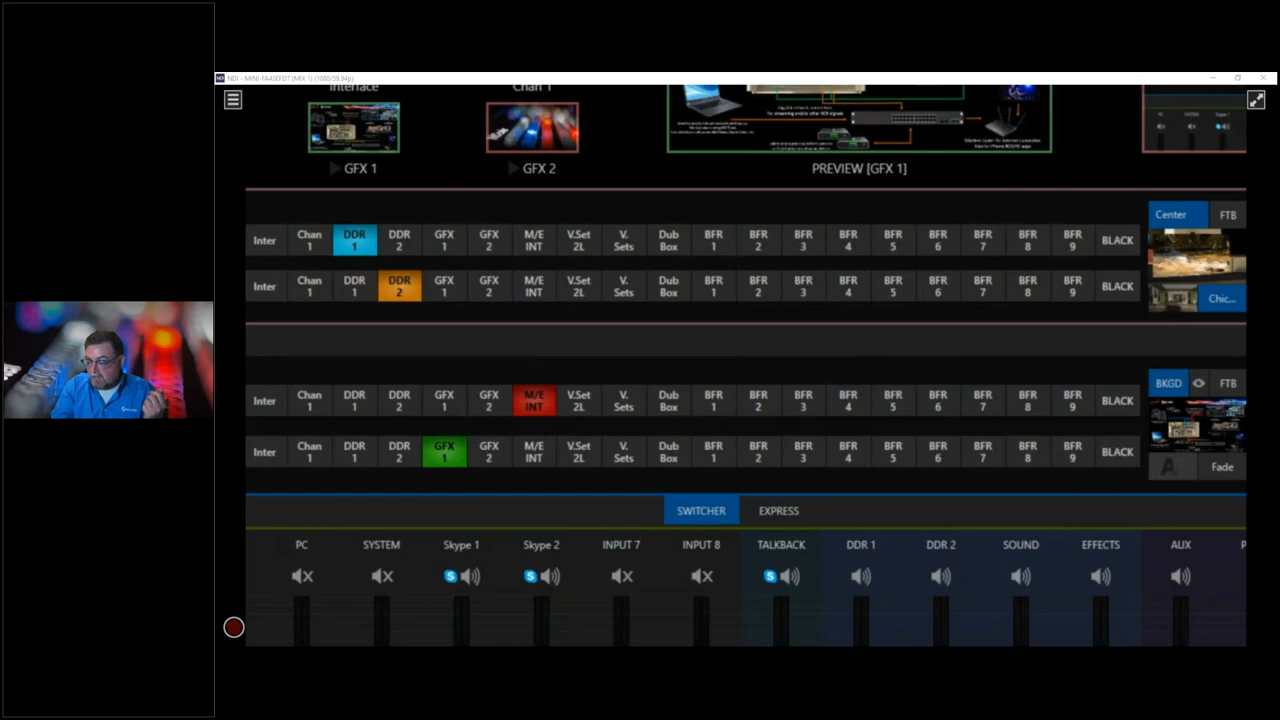 NDI - MINI-FA43EFD7 (MIX 1) (1080/59.94p)
Interface Chan 1
GFX 1 GFX 2 PREVIEW [GFX 1]
Center FTB
Inter Chan 1 DDR 1 DDR 2 GFX 1 GFX 2 M/E INT V.Set 2L V. Sets Dub Box BFR 1 BFR 2 BFR 3 BFR 4 BFR 5 BFR 6 BFR 7 BFR 8 BFR 9 BLACK
Inter Chan 1 DDR 1 DDR 2 GFX 1 GFX 2 M/E INT V.Set 2L V. Sets Dub Box BFR 1 BFR 2 BFR 3 BFR 4 BFR 5 BFR 6 BFR 7 BFR 8 BFR 9 BLACK
Chic...
BKGD FTB
Inter Chan 1 DDR 1 DDR 2 GFX 1 GFX 2 M/E INT V.Set 2L V. Sets Dub Box BFR 1 BFR 2 BFR 3 BFR 4 BFR 5 BFR 6 BFR 7 BFR 8 BFR 9 BLACK
Inter Chan 1 DDR 1 DDR 2 GFX 1 GFX 2 M/E INT V.Set 2L V. Sets Dub Box BFR 1 BFR 2 BFR 3 BFR 4 BFR 5 BFR 6 BFR 7 BFR 8 BFR 9 BLACK
A Fade
SWITCHER EXPRESS
PC SYSTEM Skype 1 Skype 2 INPUT 7 INPUT 8 TALKBACK DDR 1 DDR 2 SOUND EFFECTS AUX P